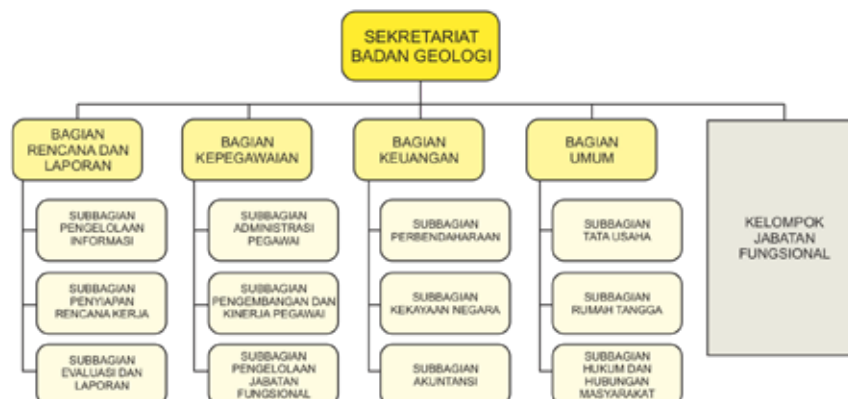 SEKRETARIAT
BADAN GEOLOGI
BAGIAN
RENCANA DAN
LAPORAN
BAGIAN
KEPEGAWAIAN
BAGIAN
KEUANGAN
BAGIAN
UMUM
KELOMPOK
JABATAN
FUNGSIONAL
SUBBAGIAN
PENGELOLAAN
INFORMASI
SUBBAGIAN
ADMINISTRASI
PEGAWAI
SUBBAGIAN
PERBENDAHARAAN
SUBBAGIAN
TATA USAHA
SUBBAGIAN
PENYIAPAN
RENCANA KERJA
SUBBAGIAN
PENGEMBANGAN DAN
KINERJA PEGAWAI
SUBBAGIAN
KEKAYAAN NEGARA
SUBBAGIAN
RUMAH TANGGA
SUBBAGIAN
EVALUASI DAN
LAPORAN
SUBBAGIAN
PENGELOLAAN
JABATAN
FUNGSIONAL
SUBBAGIAN
AKUNTANSI
SUBBAGIAN
HUKUM DAN
HUBUNGAN
MASYARAKAT